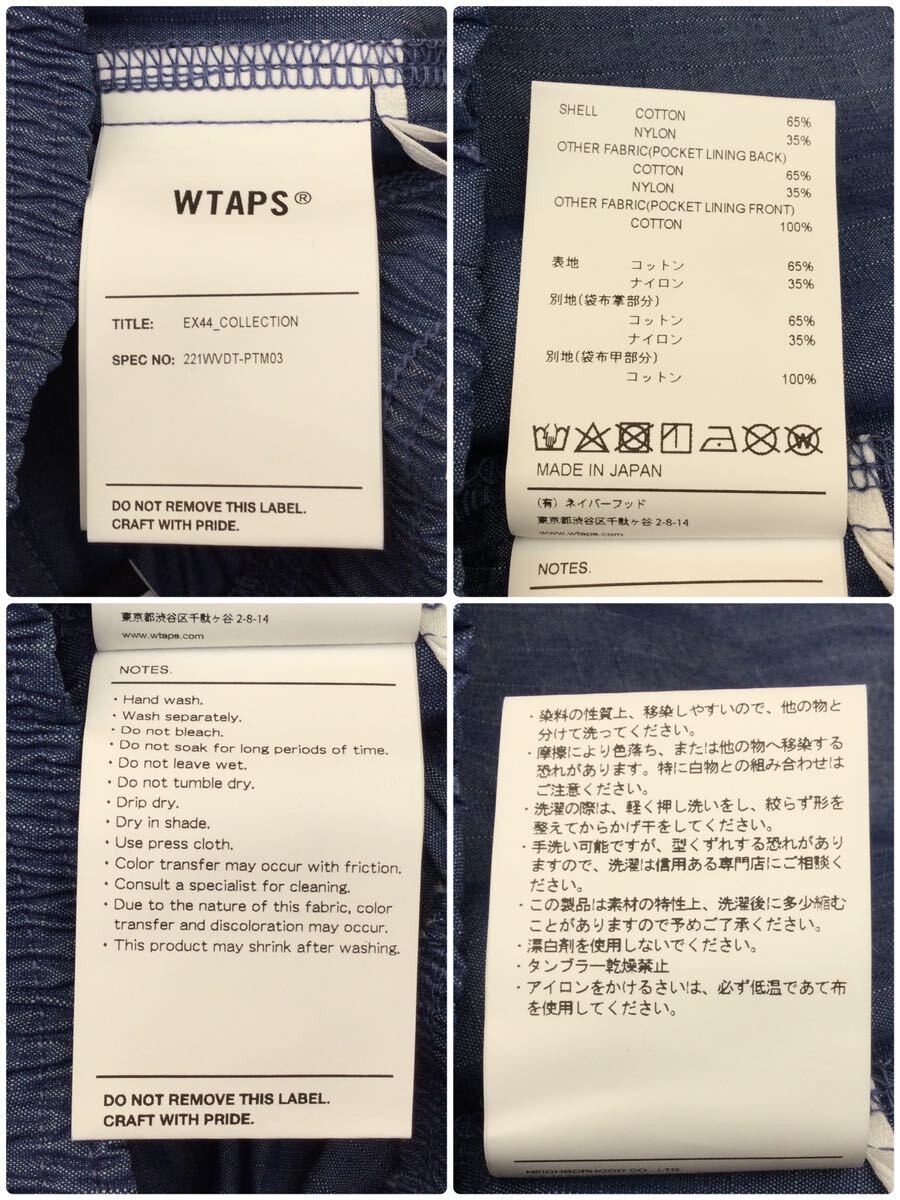 WTAPS®
TITLE: EX44_COLLECTION
SPEC NO: 221WVDT-PTM03
DO NOT REMOVE THIS LABEL.
CRAFT WITH PRIDE.
SHELL COTTON 65%
NYLON 35%
OTHER FABRIC(POCKET LINING BACK)
COTTON 65%
NYLON 35%
OTHER FABRIC(POCKET LINING FRONT)
COTTON 100%
表地 コットン 65%
ナイロン 35%
別地(袋布掌部分)
コットン 65%
ナイロン 35%
別地(袋布甲部分)
コットン 100%
MADE IN JAPAN
(有) ネイバーフッド
東京都渋谷区千駄ヶ谷 2-8-14
www.wtaps.com
NOTES.
東京都渋谷区千駄ヶ谷 2-8-14
www.wtaps.com
NOTES.
・Hand wash.
・Wash separately.
・Do not bleach.
・Do not soak for long periods of time.
・Do not leave wet.
・Do not tumble dry.
・Drip dry.
・Dry in shade.
・Use press cloth.
・Color transfer may occur with friction.
・Consult a specialist for cleaning.
・Due to the nature of this fabric, color
transfer and discoloration may occur.
・This product may shrink after washing.
DO NOT REMOVE THIS LABEL.
CRAFT WITH PRIDE.
・染料の性質上、移染しやすいので、他の物と
分けて洗ってください。
・摩擦により色落ち、または他の物へ移染する
恐れがあります。特に白物との組み合わせは
ご注意ください。
・洗濯の際は、軽く押し洗いをし、絞らず形を
整えてからかげ干をしてください。
・手洗い可能ですが、型くずれする恐れがあり
ますので、洗濯は信用ある専門店にご相談く
ださい。
・この製品は素材の特性上、洗濯後に多少縮む
ことがありますので予めご了承ください。
・漂白剤を使用しないでください。
・タンブラー乾燥禁止
・アイロンをかけるさいは、必ず低温であて布
を使用してください。
NEIGHBORHOOD CO., LTD.